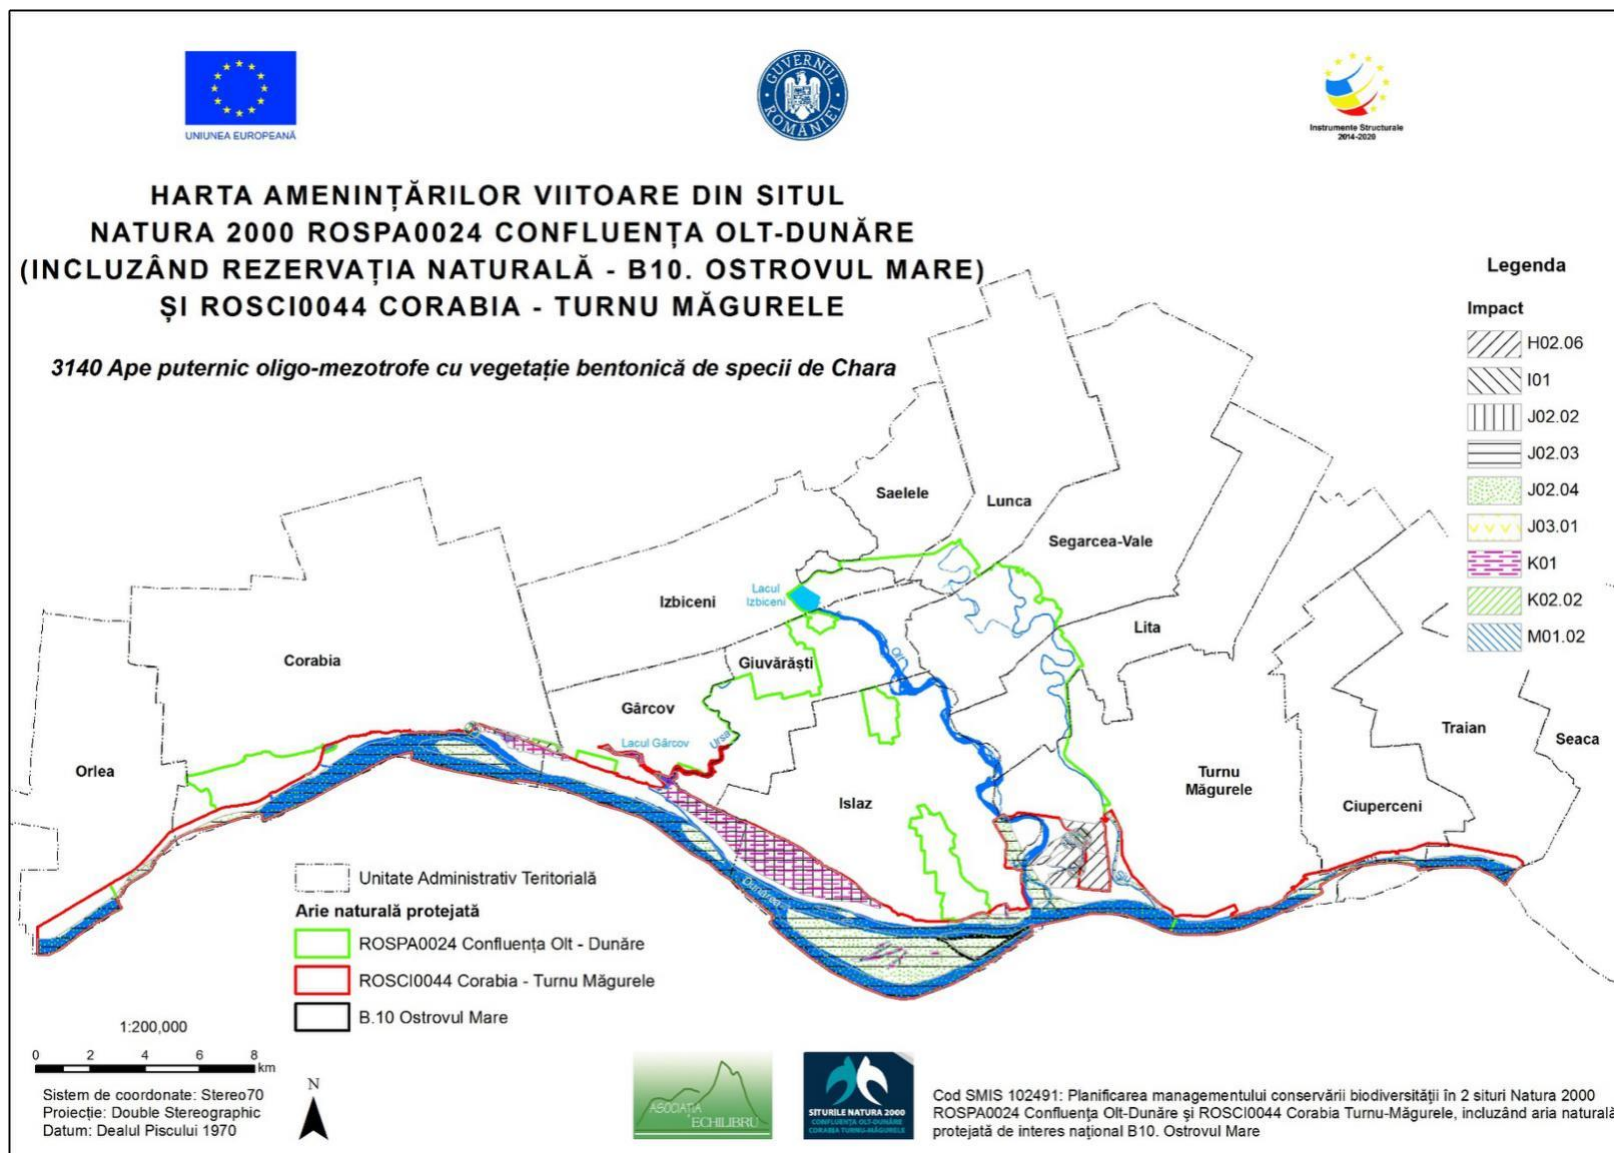 UNIUNEA EUROPEANĂ
GUVERNUL ROMÂNIEI
Instrumente Structurale
2014-2020
HARTA AMENINȚĂRILOR VIITOARE DIN SITUL
NATURA 2000 ROSPA0024 CONFLUENȚA OLT-DUNĂRE
(INCLUZÂND REZERVAȚIA NATURALĂ - B10. OSTROVUL MARE)
ȘI ROSCI0044 CORABIA - TURNU MĂGURELE
3140 Ape puternic oligo-mezotrofe cu vegetație bentonică de specii de Chara
Legenda
Impact
H02.06
I01
J02.02
J02.03
J02.04
J03.01
K01
K02.02
M01.02
Saelele
Lunca
Segarcea-Vale
Lacul
Izbiceni
Izbiceni
Lita
Corabia
Giuvărăști
Olt
Gârcov
Lacul Gârcov
Ursa
Traian
Seaca
Orlea
Turnu
Măgurele
Islaz
Ciuperceni
Dunărea
Unitate Administrativ Teritorială
Arie naturală protejată
ROSPA0024 Confluența Olt - Dunăre
ROSCI0044 Corabia - Turnu Măgurele
B.10 Ostrovul Mare
1:200,000
0 2 4 6 8
km
Sistem de coordonate: Stereo70
Proiecție: Double Stereographic
Datum: Dealul Piscului 1970
N
ASOCIAȚIA
ECHILIBRU
SITURILE NATURA 2000
CONFLUENȚA OLT-DUNĂRE
CORABIA TURNU-MĂGURELE
Cod SMIS 102491: Planificarea managementului conservării biodiversității în 2 situri Natura 2000
ROSPA0024 Confluența Olt-Dunăre și ROSCI0044 Corabia Turnu-Măgurele, incluzând aria naturală
protejată de interes național B10. Ostrovul Mare